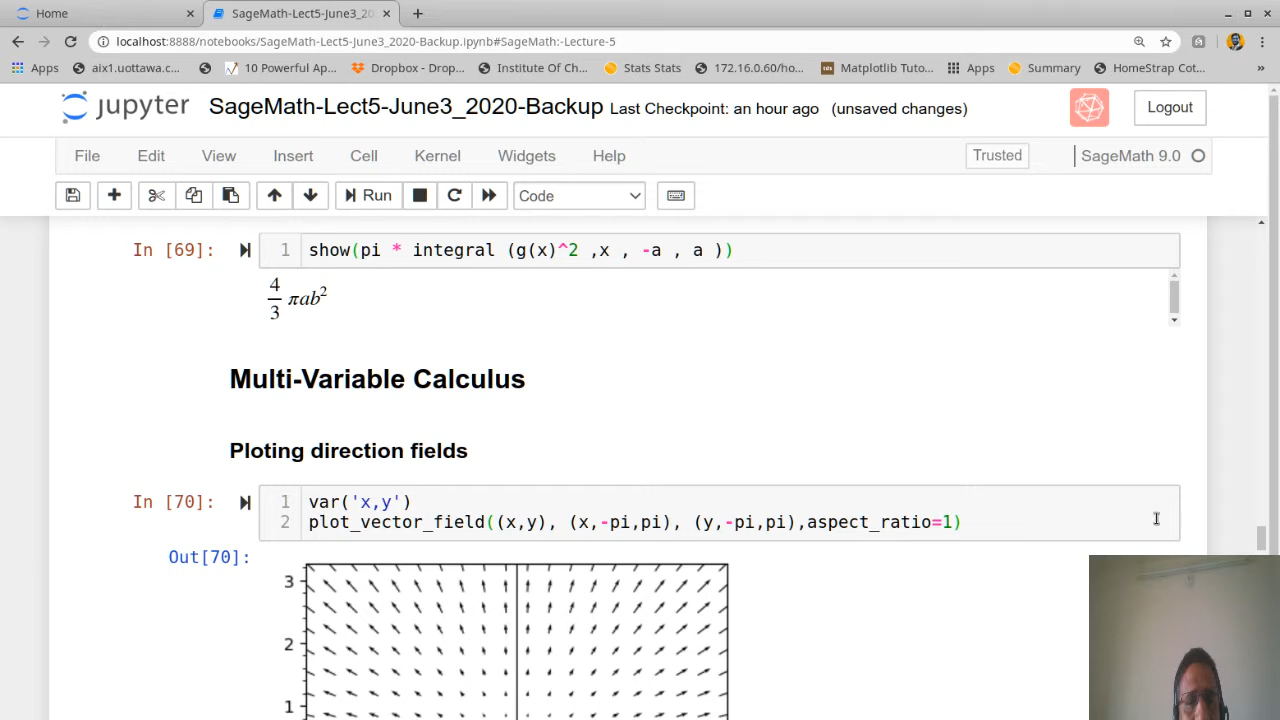 Home
SageMath-Lect5-June3_20
localhost:8888/notebooks/SageMath-Lect5-June3_2020-Backup.ipynb#SageMath:-Lecture-5
Apps aix1.uottawa.c... 10 Powerful Ap... Dropbox - Drop... Institute Of Ch... Stats Stats 172.16.0.60/ho... Matplotlib Tuto... Apps Summary HomeStrap Cot... »
jupyter SageMath-Lect5-June3_2020-Backup Last Checkpoint: an hour ago (unsaved changes) Logout
File Edit View Insert Cell Kernel Widgets Help Trusted SageMath 9.0
Run Code
In [69]: 1 show(pi * integral (g(x)^2 ,x , -a , a ))
4/3 πab²
Multi-Variable Calculus
Ploting direction fields
In [70]: 1 var('x,y')
2 plot_vector_field((x,y), (x,-pi,pi), (y,-pi,pi),aspect_ratio=1)
Out[70]:
3
2
1